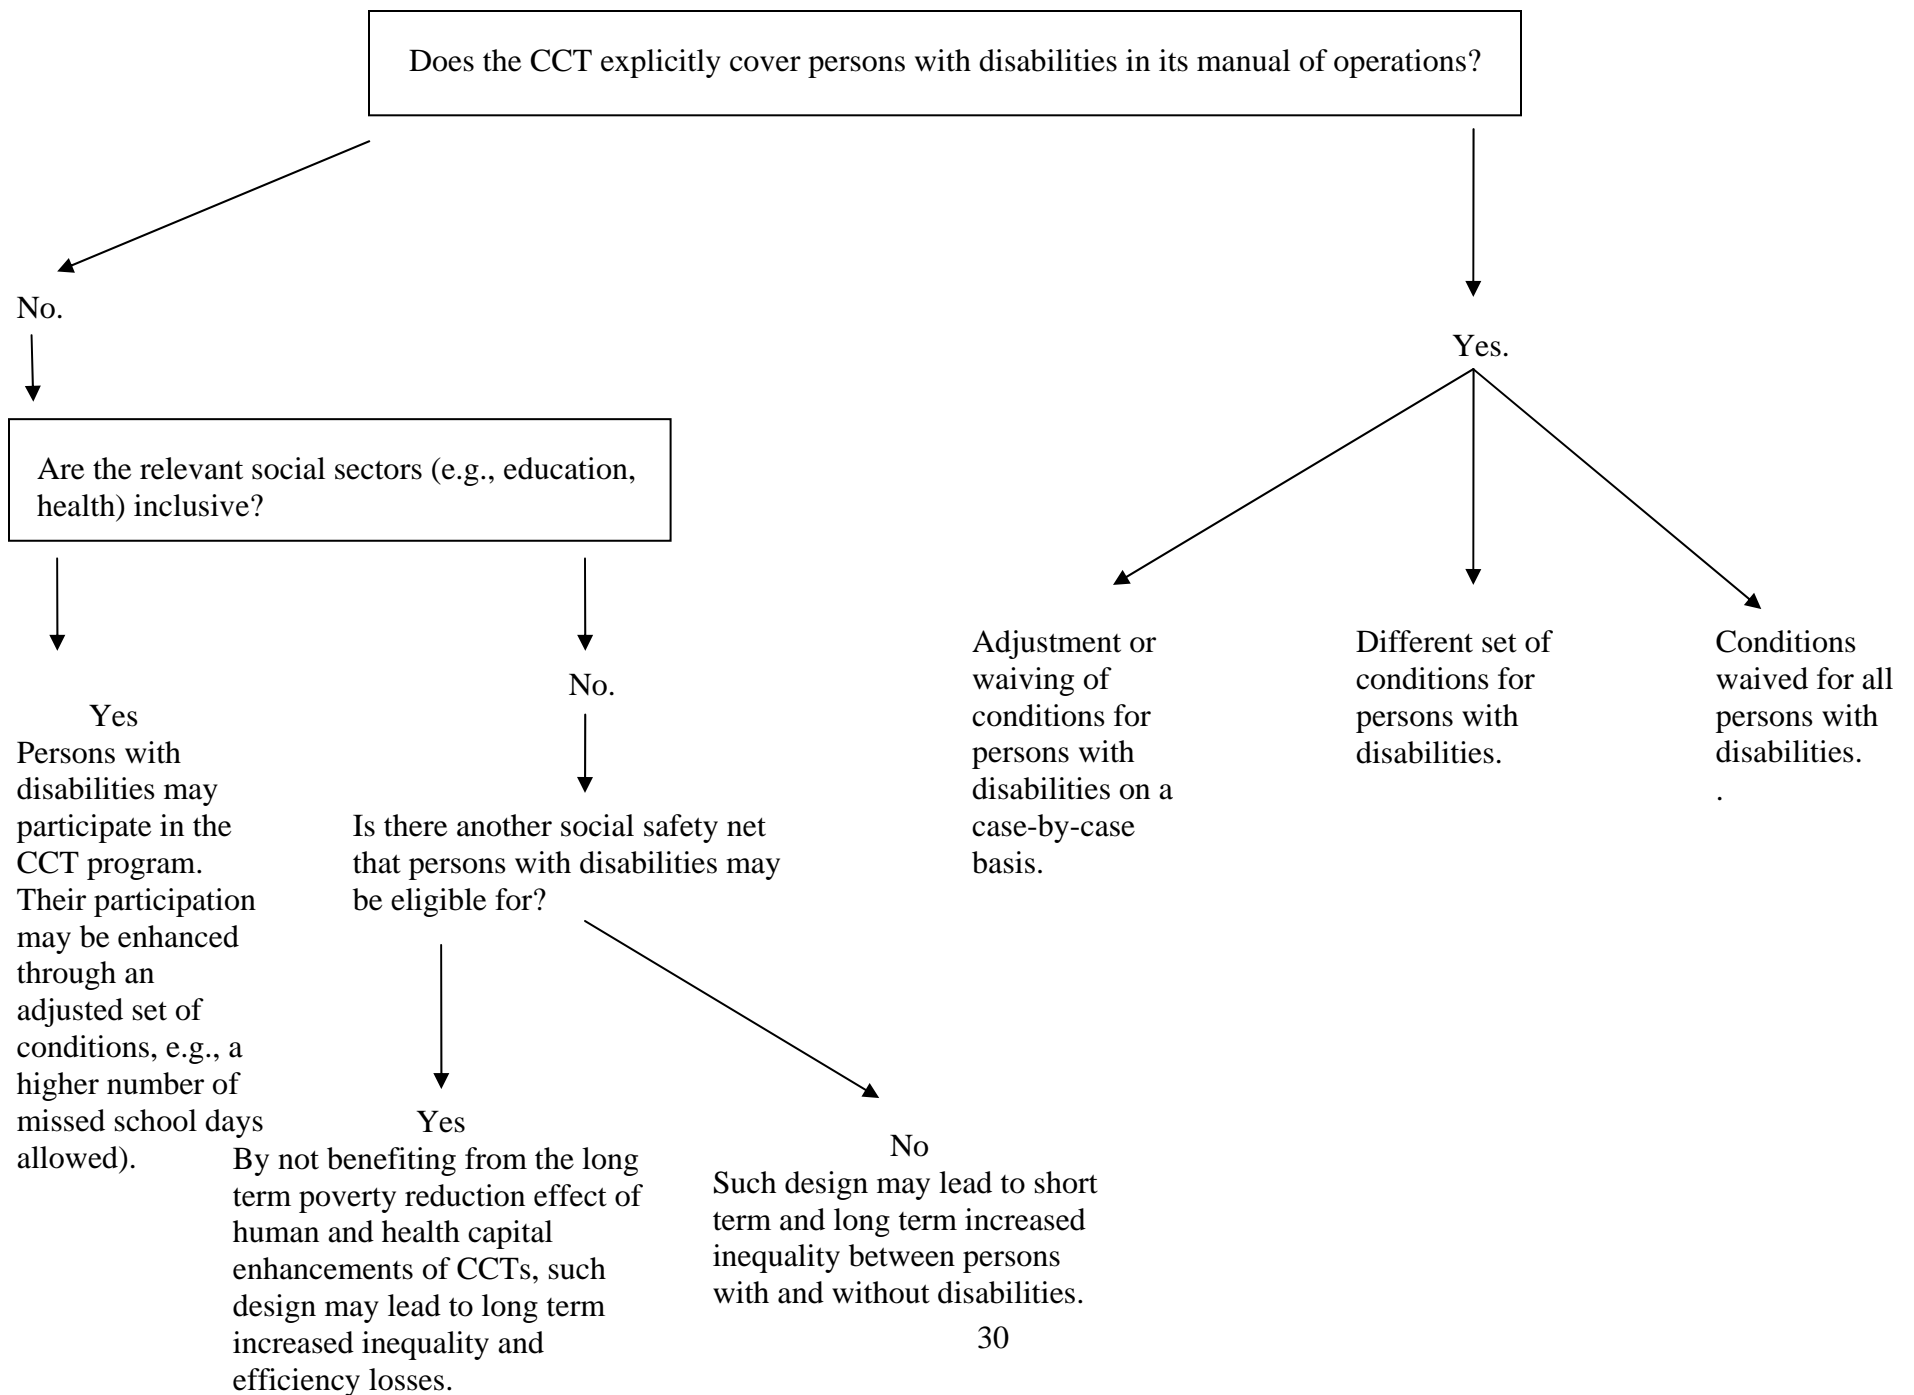 Does the CCT explicitly cover persons with disabilities in its manual of operations?
No.
Yes.
Are the relevant social sectors (e.g., education,
health) inclusive?
Yes
Persons with
disabilities may
participate in the
CCT program.
Their participation
may be enhanced
through an
adjusted set of
conditions, e.g., a
higher number of
missed school days
allowed).
No.
Is there another social safety net
that persons with disabilities may
be eligible for?
Yes
By not benefiting from the long
term poverty reduction effect of
human and health capital
enhancements of CCTs, such
design may lead to long term
increased inequality and
efficiency losses.
No
Such design may lead to short
term and long term increased
inequality between persons
with and without disabilities.
Adjustment or
waiving of
conditions for
persons with
disabilities on a
case-by-case
basis.
Different set of
conditions for
persons with
disabilities.
Conditions
waived for all
persons with
disabilities.
.
30